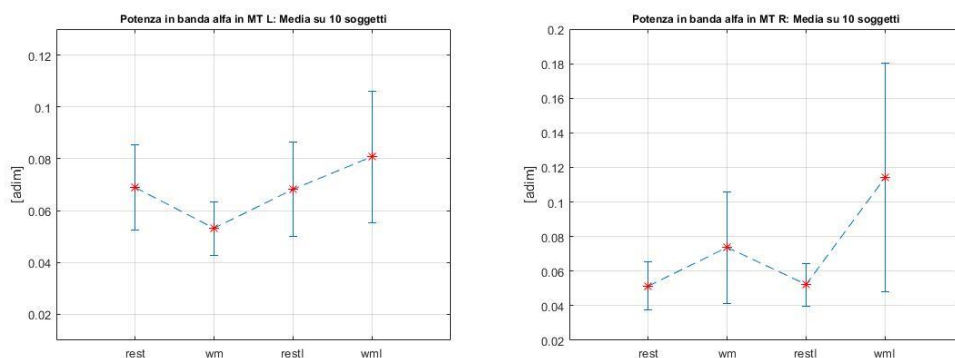 Potenza in banda alfa in MT L: Media su 10 soggetti
0.12
0.1
0.08
0.06
0.04
0.02
[adim]
rest wm restl wml
Potenza in banda alfa in MT R: Media su 10 soggetti
0.2
0.18
0.16
0.14
0.12
0.1
0.08
0.06
0.04
0.02
[adim]
rest wm restl wml